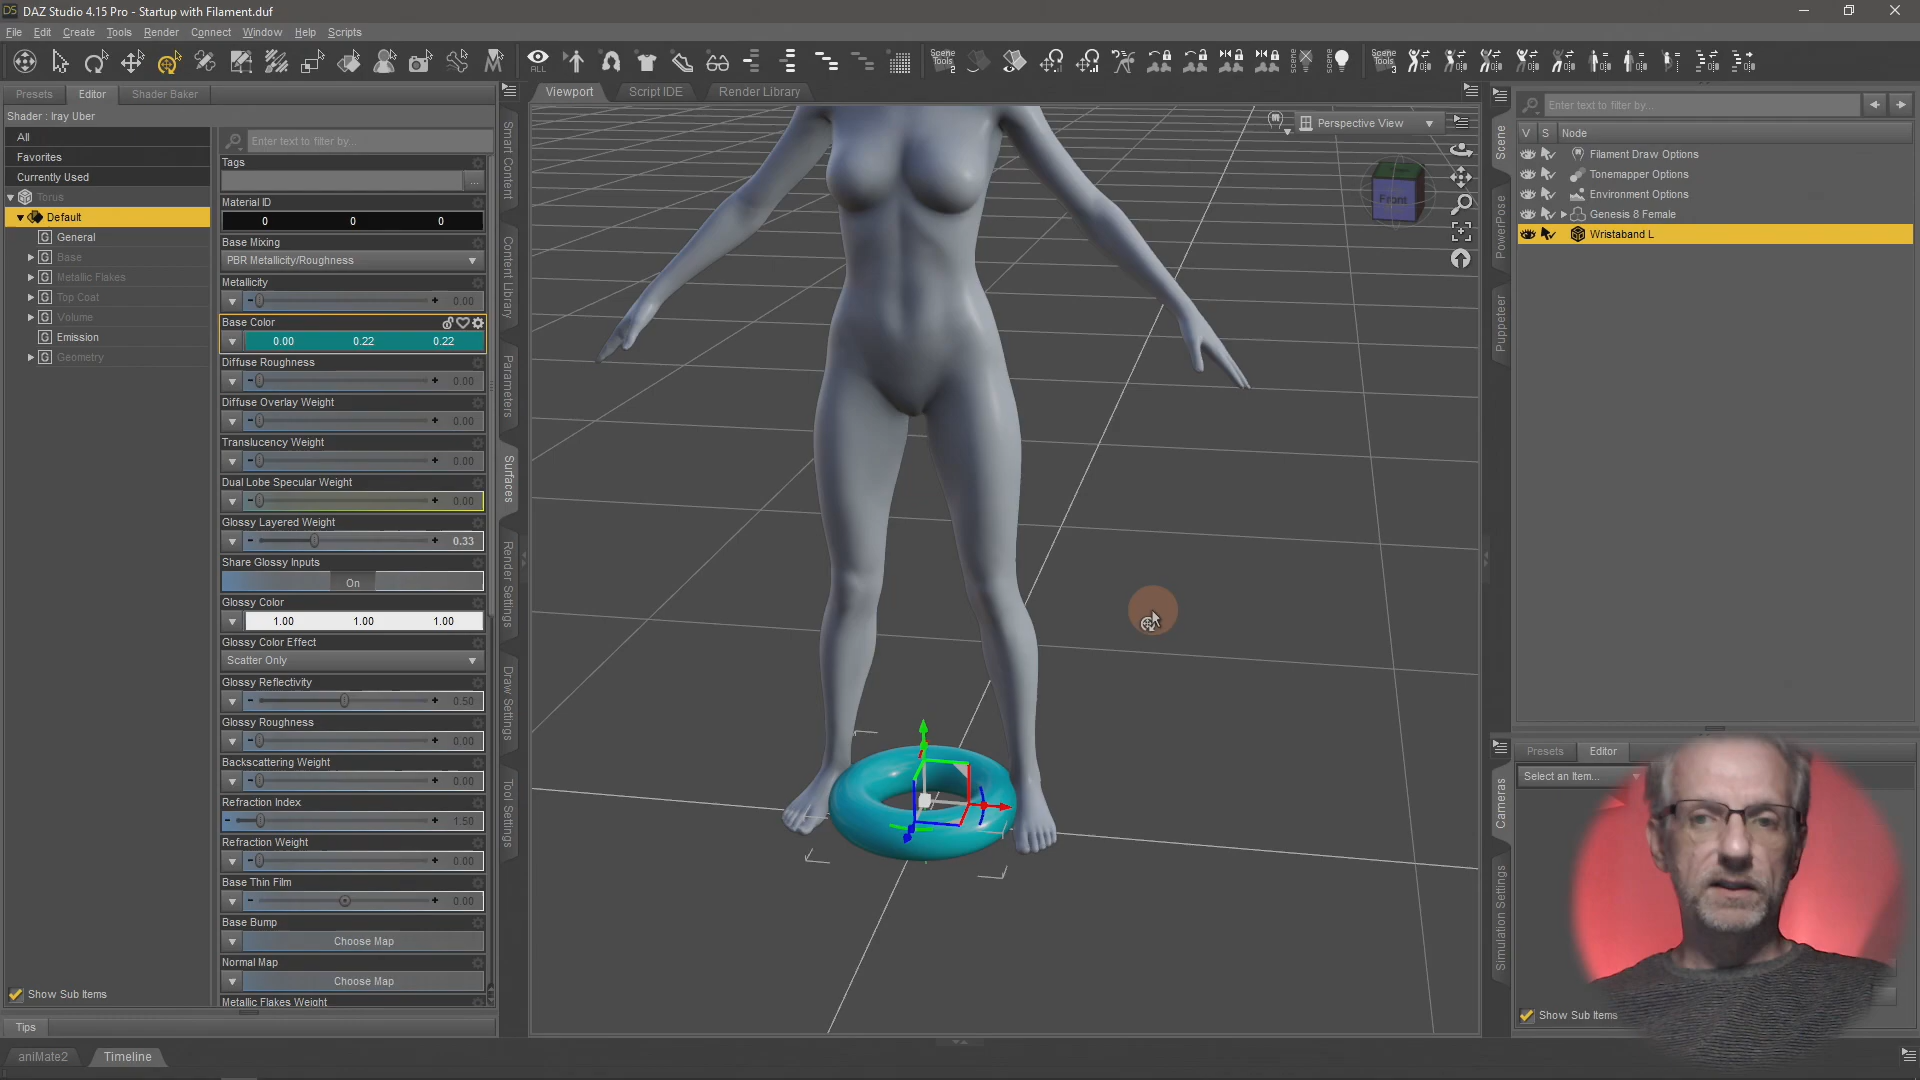 DS DAZ Studio 4.15 Pro - Startup with Filament.duf
File Edit Create Tools Render Connect Window Help Scripts
ALL
Scene Tools 2
Scene
Scene Tools 3
Presets Editor Shader Baker
Viewport Script IDE Render Library
Shader : Iray Uber
All
Favorites
Currently Used
Torus
Default
General
Base
Metallic Flakes
Top Coat
Volume
Emission
Geometry
Show Sub Items
Tips
aniMate2 Timeline
Enter text to filter by...
Tags
...
Material ID
0 0 0
Base Mixing
PBR Metallicity/Roughness
Metallicity
0.00
Base Color
0.00 0.22 0.22
Diffuse Roughness
0.00
Diffuse Overlay Weight
0.00
Translucency Weight
0.00
Dual Lobe Specular Weight
0.00
Glossy Layered Weight
0.33
Share Glossy Inputs
On
Glossy Color
1.00 1.00 1.00
Glossy Color Effect
Scatter Only
Glossy Reflectivity
0.50
Glossy Roughness
0.00
Backscattering Weight
0.00
Refraction Index
1.50
Refraction Weight
0.00
Base Thin Film
0.00
Base Bump
Choose Map
Normal Map
Choose Map
Metallic Flakes Weight
Smart Content
Content Library
Parameters
Surfaces
Render Settings
Draw Settings
Tool Settings
Perspective View
Front
Scene
PowerPose
Puppeteer
Enter text to filter by...
V S Node
Filament Draw Options
Tonemapper Options
Environment Options
Genesis 8 Female
Wristaband L
Cameras
Simulation Settings
Presets Editor
Select an Item...
Show Sub Items